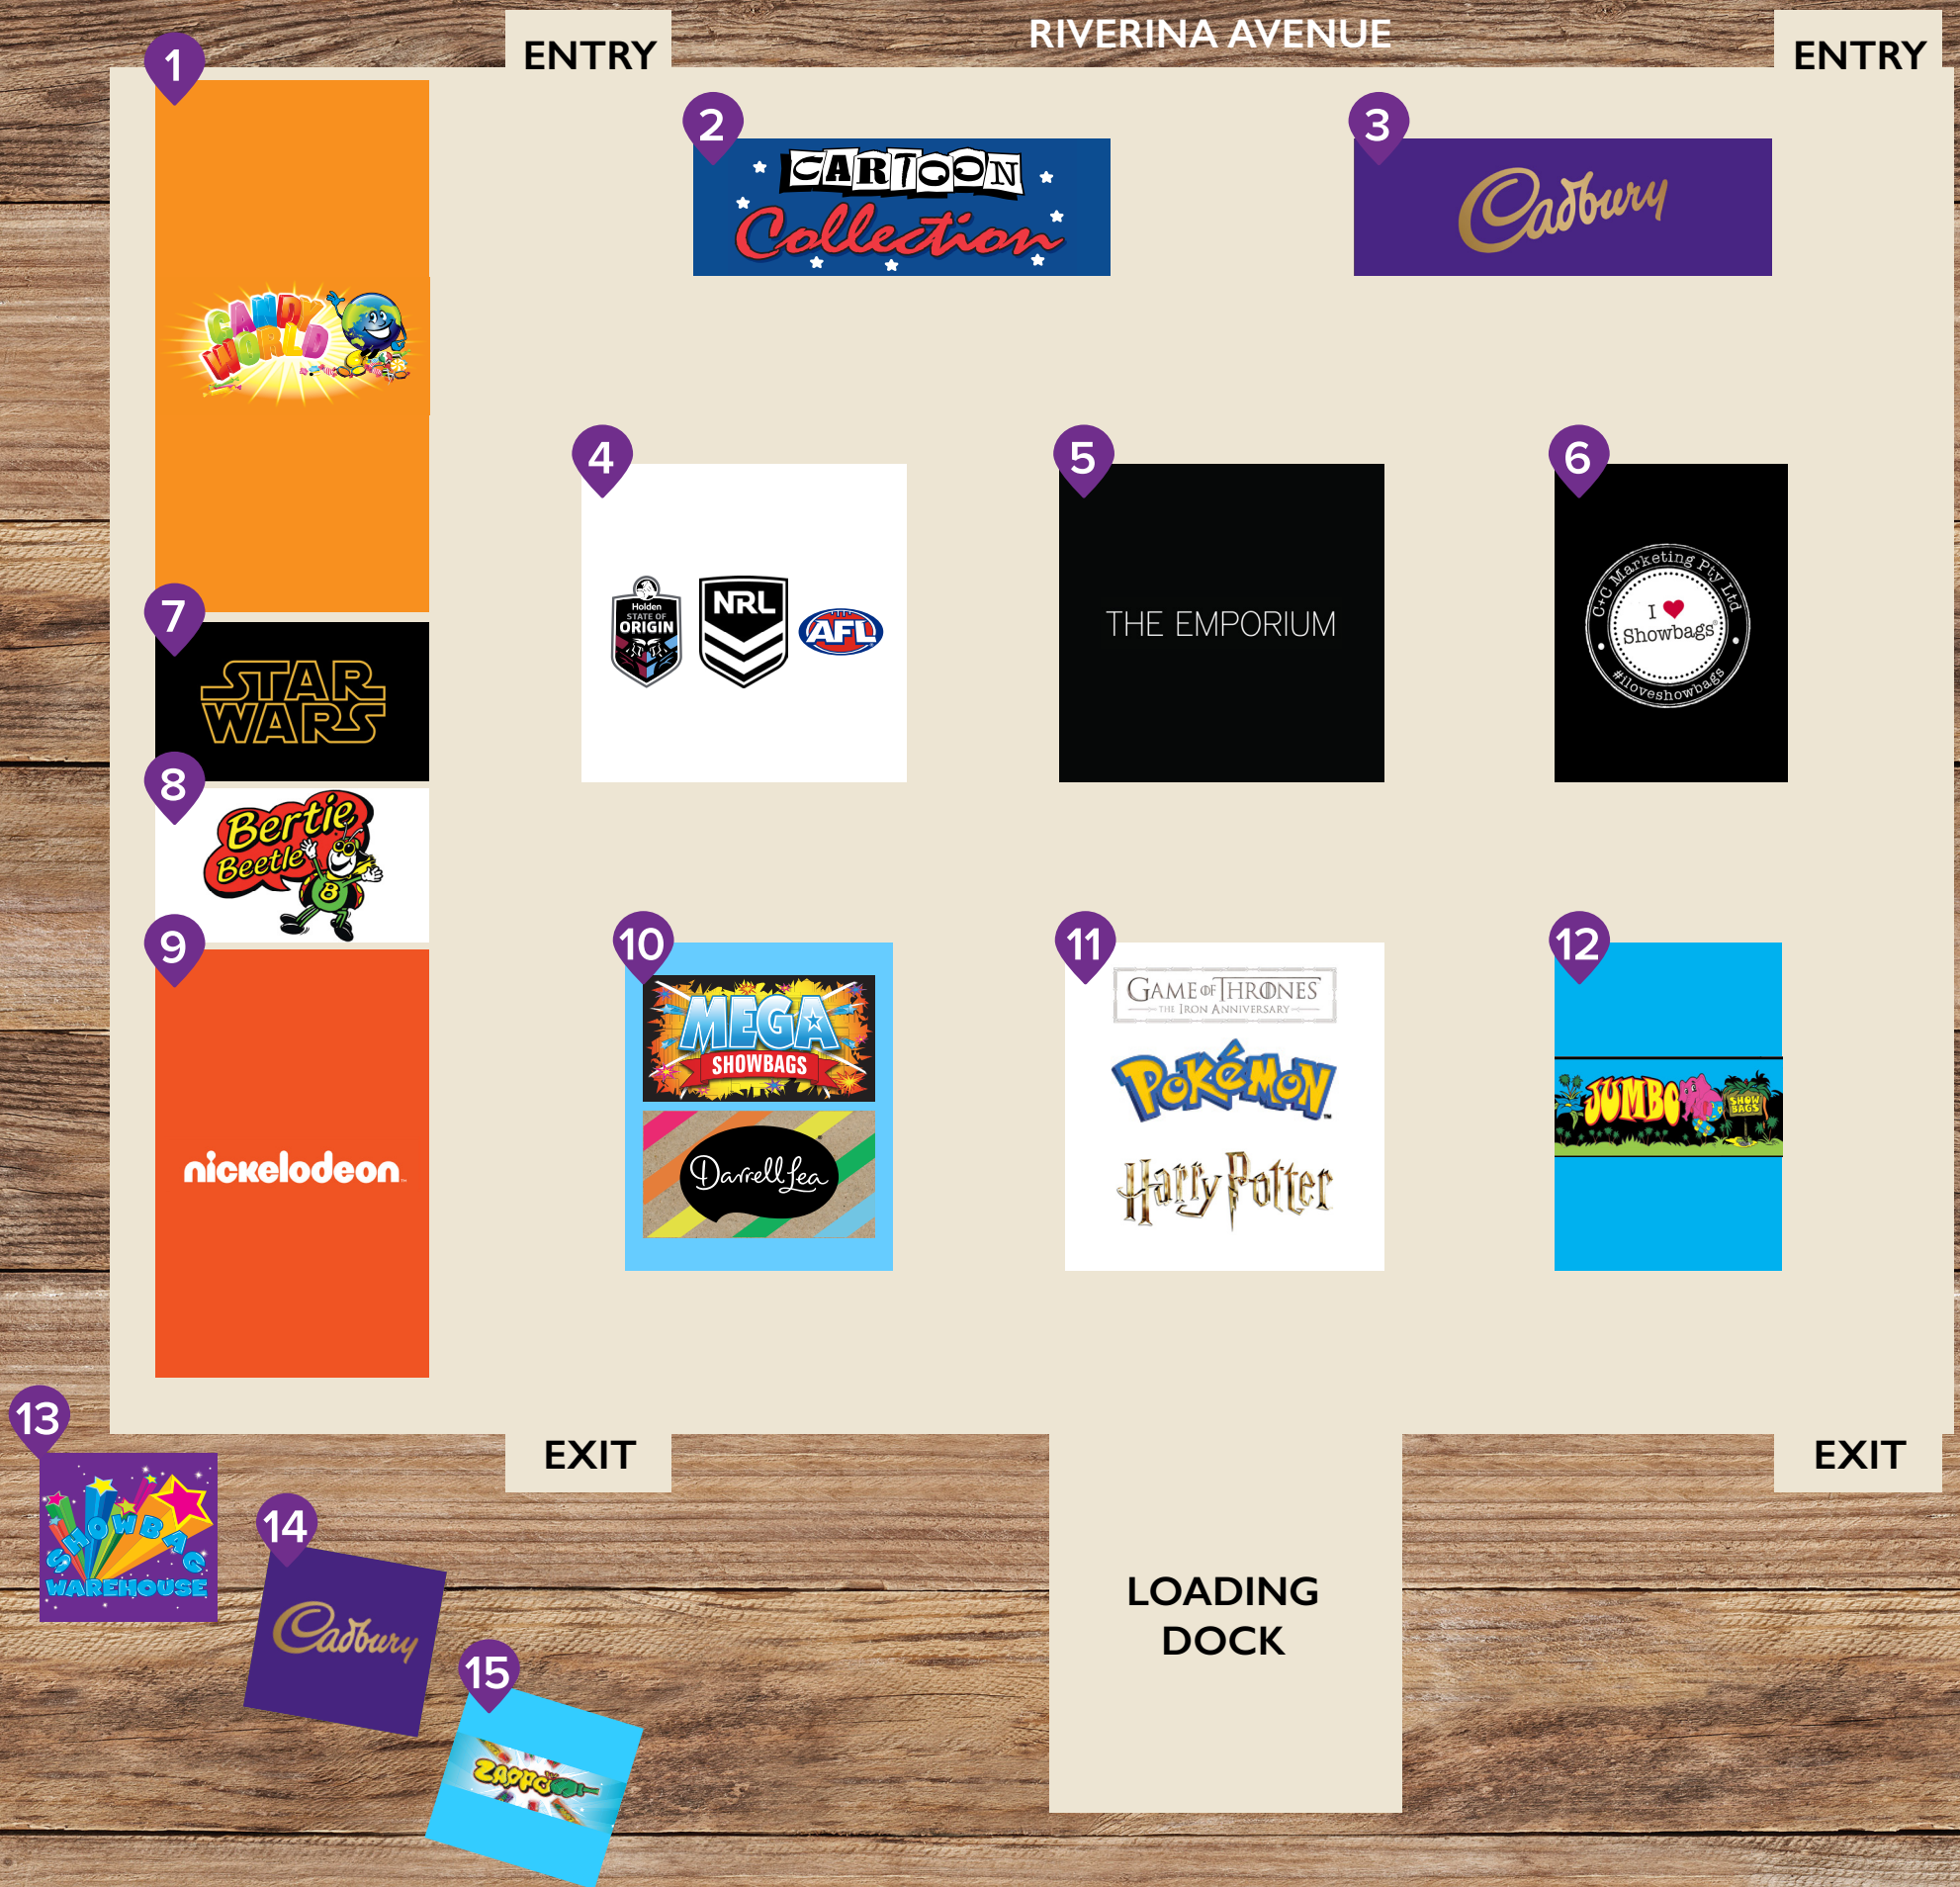 RIVERINA AVENUE
ENTRY
ENTRY
1
CANDY
WORLD
2
CARTOON
Collection
3
Cadbury
4
Holden
STATE OF
ORIGIN
NRL
AFL
5
THE EMPORIUM
6
C+C Marketing Pty Ltd
I ❤
Showbags®
#iloveshowbags
7
STAR
WARS
8
Bertie
Beetle
B
9
nickelodeon™
10
MEGA
SHOWBAGS
Darrell Lea
11
GAME OF THRONES
THE IRON ANNIVERSARY
POKéMON™
Harry Potter
12
JUMBO
SHOW
BAGS
EXIT
EXIT
13
SHOWBAG
WAREHOUSE
14
Cadbury
15
ZAPPO
LOADING
DOCK